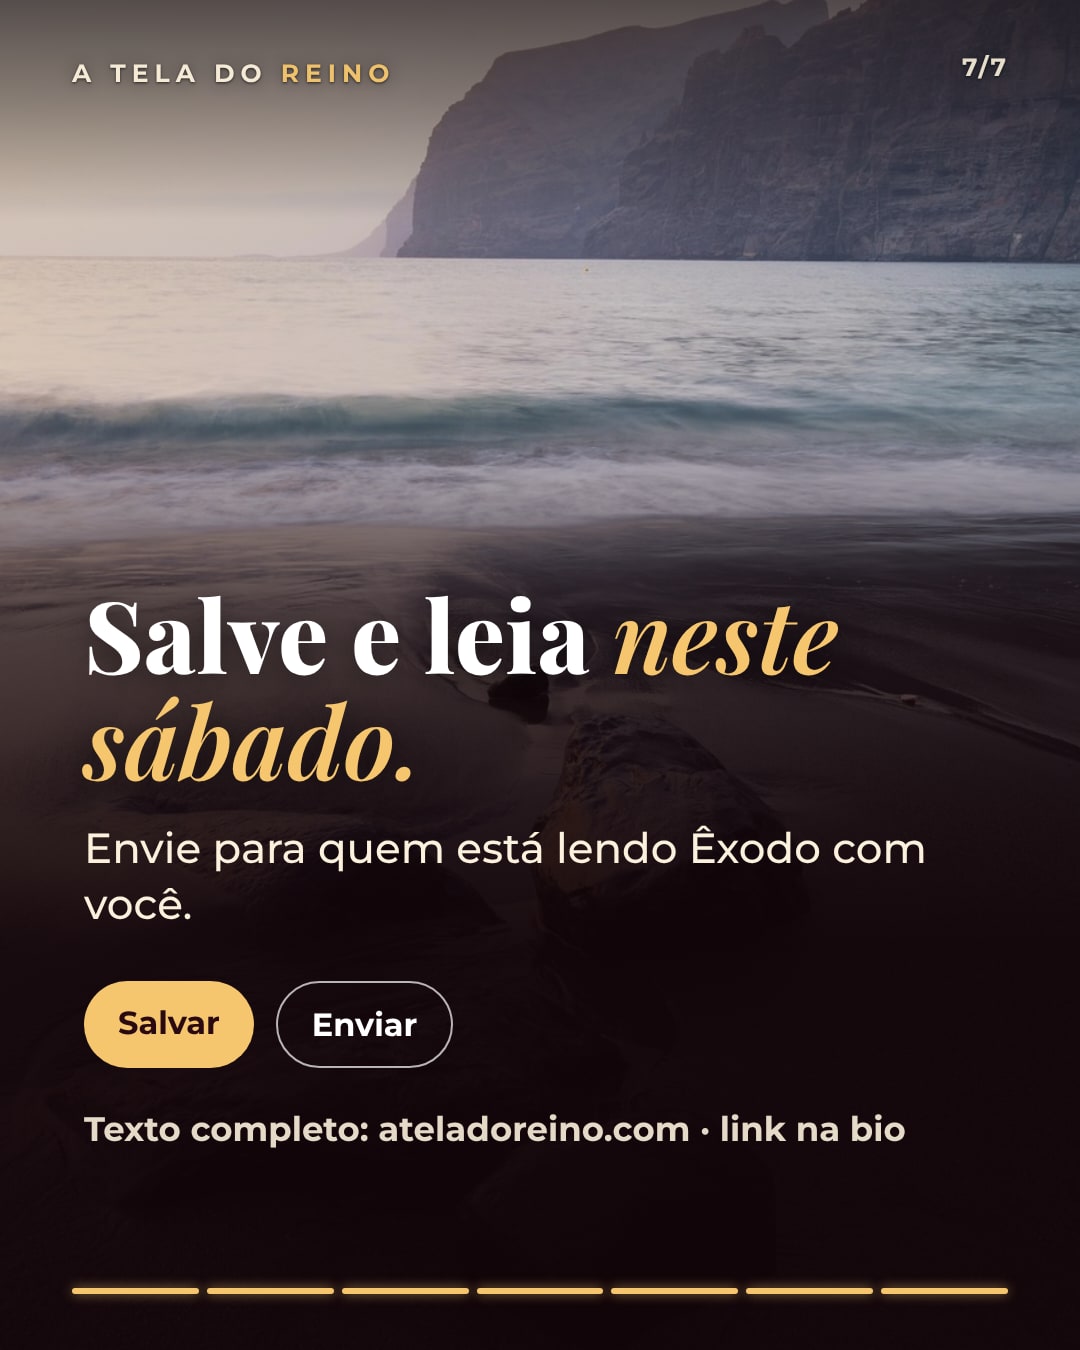 A TELA DO REINO
7/7
Salve e leia neste
sábado.
Envie para quem está lendo Êxodo com
você.
Salvar
Enviar
Texto completo: ateladoreino.com · link na bio